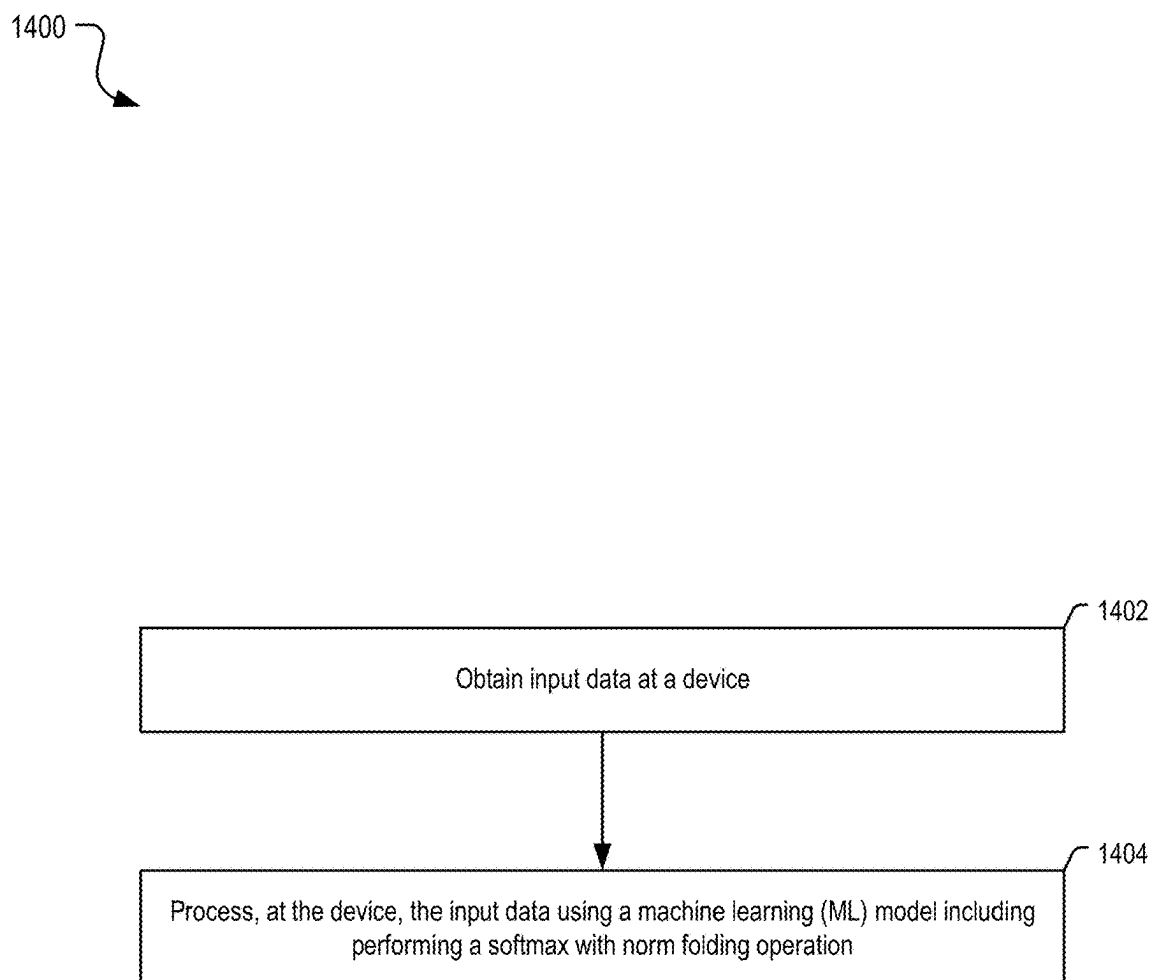 1400
1402
Obtain input data at a device
1404
Process, at the device, the input data using a machine learning (ML) model including
performing a softmax with norm folding operation